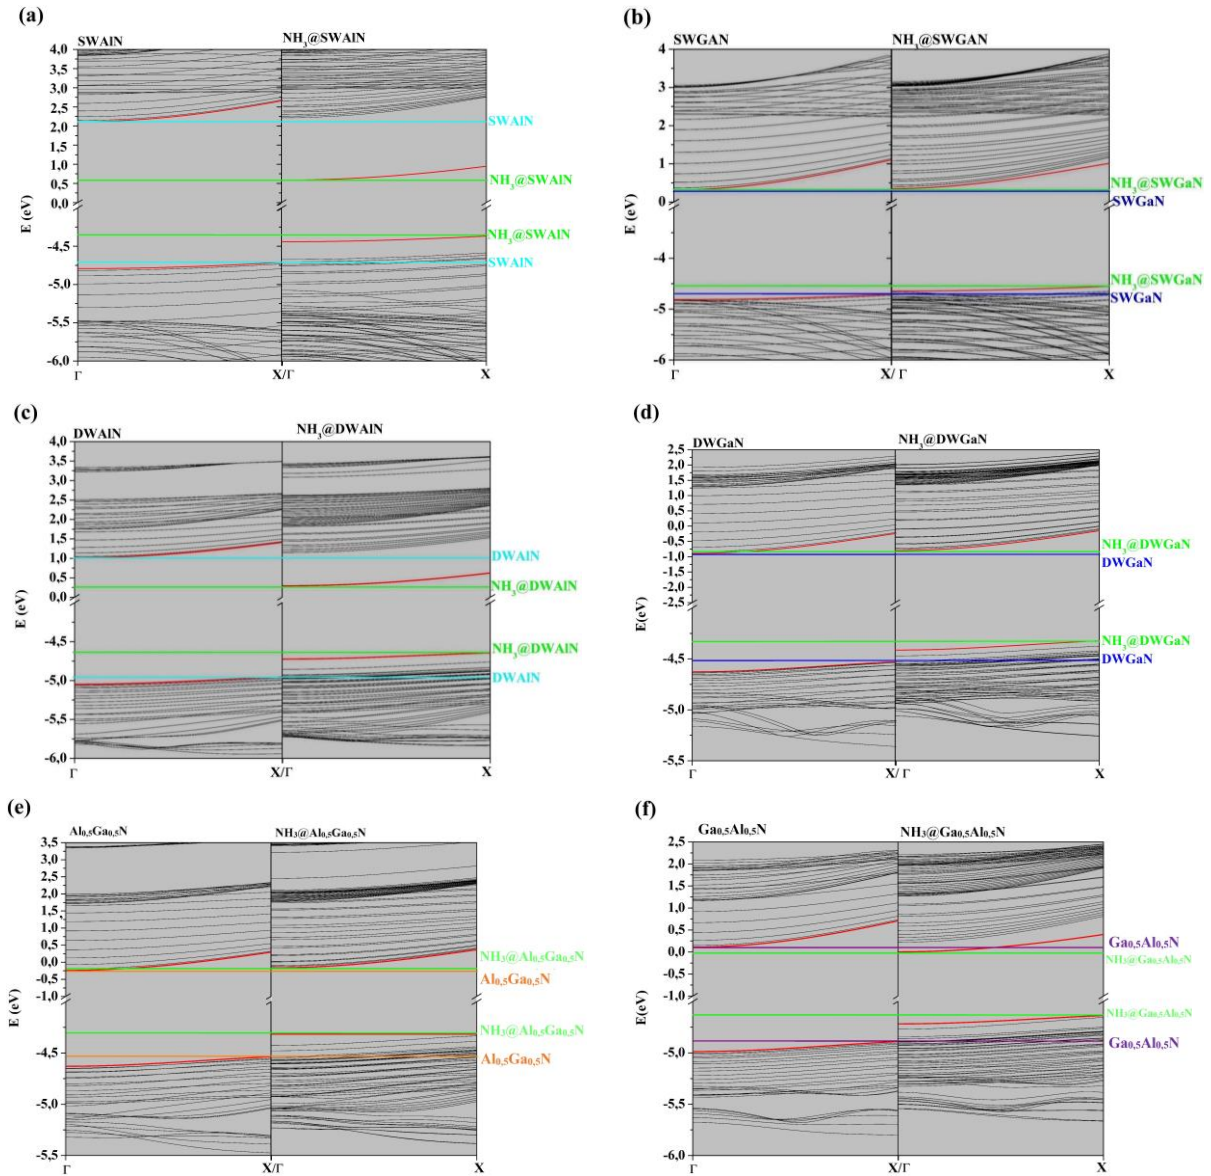 (a)
SWAlN NH3@SWAlN
4,0
3,5
3,0
2,5
2,0
1,5
1,0
0,5
0,0
-4,5
-5,0
-5,5
-6,0
E (eV)
SWAlN
NH3@SWAlN
NH3@SWAlN
SWAlN
Γ X/Γ X
(b)
SWGAN NH3@SWGAN
4
3
2
1
0
-4
-5
-6
E (eV)
NH3@SWGaN
SWGaN
NH3@SWGaN
SWGaN
Γ X/Γ X
(c)
DWAlN NH3@DWAlN
4,0
3,5
3,0
2,5
2,0
1,5
1,0
0,5
0,0
-4,5
-5,0
-5,5
-6,0
E (eV)
DWAlN
NH3@DWAlN
NH3@DWAlN
DWAlN
Γ X/Γ X
(d)
DWGaN NH3@DWGaN
2,5
2,0
1,5
1,0
0,5
0,0
-0,5
-1,0
-1,5
-2,0
-2,5
-4,5
-5,0
-5,5
E(eV)
NH3@DWGaN
DWGaN
NH3@DWGaN
DWGaN
Γ X/Γ X
(e)
Al0,5Ga0,5N NH3@Al0,5Ga0,5N
3,5
3,0
2,5
2,0
1,5
1,0
0,5
0,0
-0,5
-1,0
-4,5
-5,0
-5,5
E (eV)
NH3@Al0,5Ga0,5N
Al0,5Ga0,5N
NH3@Al0,5Ga0,5N
Al0,5Ga0,5N
Γ X/Γ X
(f)
Ga0,5Al0,5N NH3@Ga0,5Al0,5N
2,5
2,0
1,5
1,0
0,5
0,0
-0,5
-1,0
-5,0
-5,5
-6,0
E(eV)
Ga0,5Al0,5N
NH3@Ga0,5Al0,5N
NH3@Ga0,5Al0,5N
Ga0,5Al0,5N
Γ X/Γ X